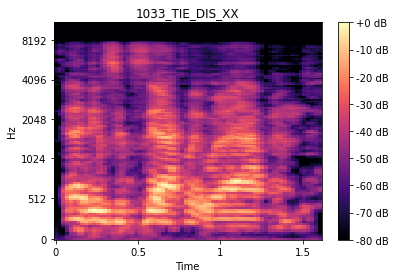 1033_TIE_DIS_XX
8192
4096
2048
1024
512
0
Hz
0
0.5
1
1.5
Time
+0 dB
-10 dB
-20 dB
-30 dB
-40 dB
-50 dB
-60 dB
-70 dB
-80 dB